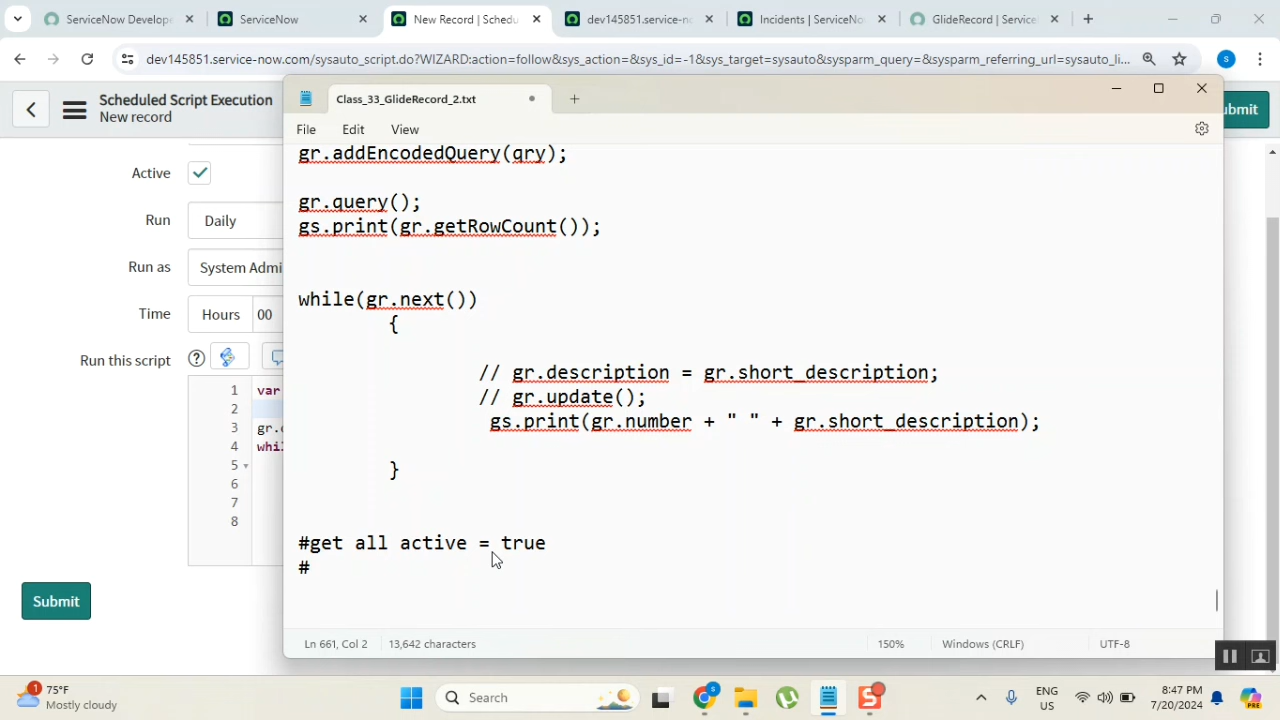 ServiceNow Develop
ServiceNow
New Record | Schedu
dev145851.service-no
Incidents | ServiceNo
GlideRecord | Service
dev145851.service-now.com/sysauto_script.do?WIZARD:action=follow&sys_action=&sys_id=-1&sys_target=sysauto&sysparm_query=&sysparm_referring_url=sysauto_li...
s
Scheduled Script Execution
New record
ubmit
Class_33_GlideRecord_2.txt
File Edit View
Active
Run Daily
Run as System Admi
Time Hours 00
Run this script
1 var
2
3 gr.
4 whi
5
6
7
8
Submit
gr.addEncodedQuery(qry);
gr.query();
gs.print(gr.getRowCount());
while(gr.next())
{
// gr.description = gr.short_description;
// gr.update();
gs.print(gr.number + " " + gr.short_description);
}
#get all active = true
#
Ln 661, Col 2 13,642 characters 150% Windows (CRLF) UTF-8
1
75°F
Mostly cloudy
Search
S
S
PRE
ENG
US
8:47 PM
7/20/2024